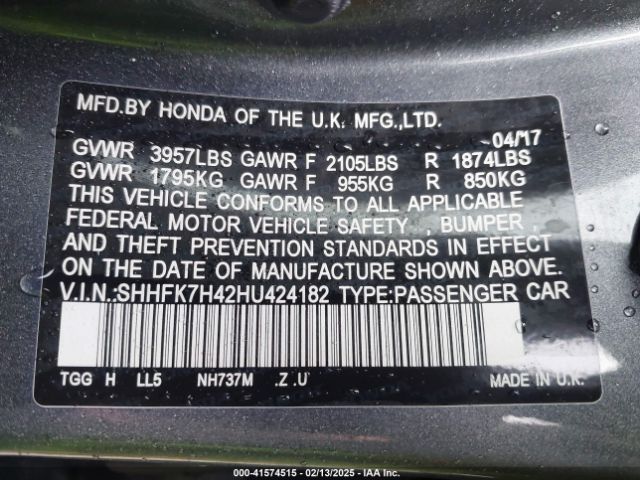 MFD.BY HONDA OF THE U.K. MFG.,LTD.
04/17
GVWR 3957LBS GAWR F 2105LBS R 1874LBS
GVWR 1795KG GAWR F 955KG R 850KG
THIS VEHICLE CONFORMS TO ALL APPLICABLE
FEDERAL MOTOR VEHICLE SAFETY , BUMPER ,
AND THEFT PREVENTION STANDARDS IN EFFECT
ON THE DATE OF MANUFACTURE SHOWN ABOVE.
V.I.N.:SHHFK7H42HU424182 TYPE:PASSENGER CAR
TGG H LL5 NH737M .Z .U MADE IN U.K.
000-41574515 - 02/13/2025 - IAA Inc.